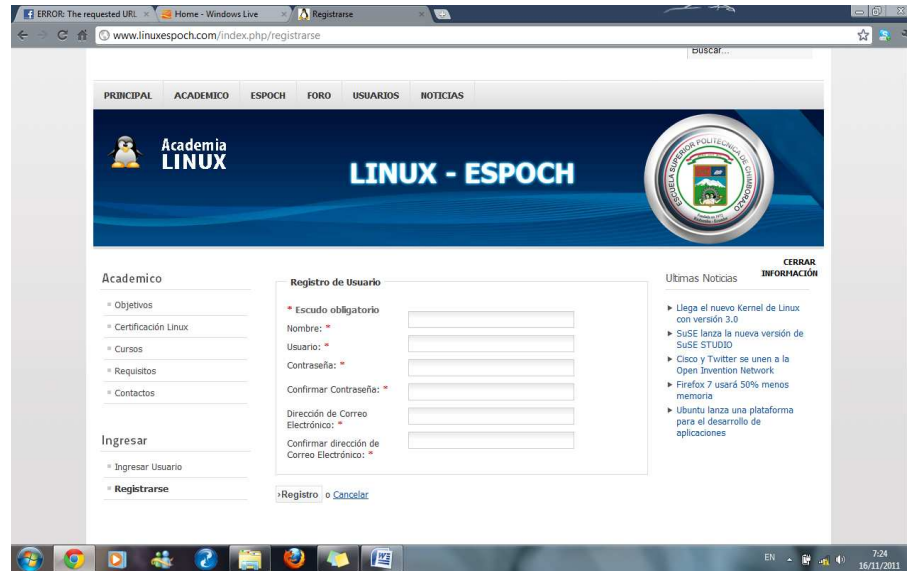 ERROR: The requested URL
Home - Windows Live
Registrarse
www.linuxespoch.com/index.php/registrarse
Buscar...
PRINCIPAL ACADEMICO ESPOCH FORO USUARIOS NOTICIAS
Academia
LINUX
LINUX - ESPOCH
ESCUELA SUPERIOR POLITECNICA DE CHIMBORAZO
CERRAR
INFORMACIÓN
Academico
Objetivos
Certificación Linux
Cursos
Requisitos
Contactos
Ingresar
Ingresar Usuario
Registrarse
Registro de Usuario
* Escudo obligatorio
Nombre: *
Usuario: *
Contraseña: *
Confirmar Contraseña: *
Dirección de Correo
Electrónico: *
Confirmar dirección de
Correo Electrónico: *
›Registro o Cancelar
Ultimas Noticias
Llega el nuevo Kernel de Linux
con versión 3.0
SuSE lanza la nueva versión de
SuSE STUDIO
Cisco y Twitter se unen a la
Open Invention Network
Firefox 7 usará 50% menos
memoria
Ubuntu lanza una plataforma
para el desarrollo de
aplicaciones
EN
7:24
16/11/2011